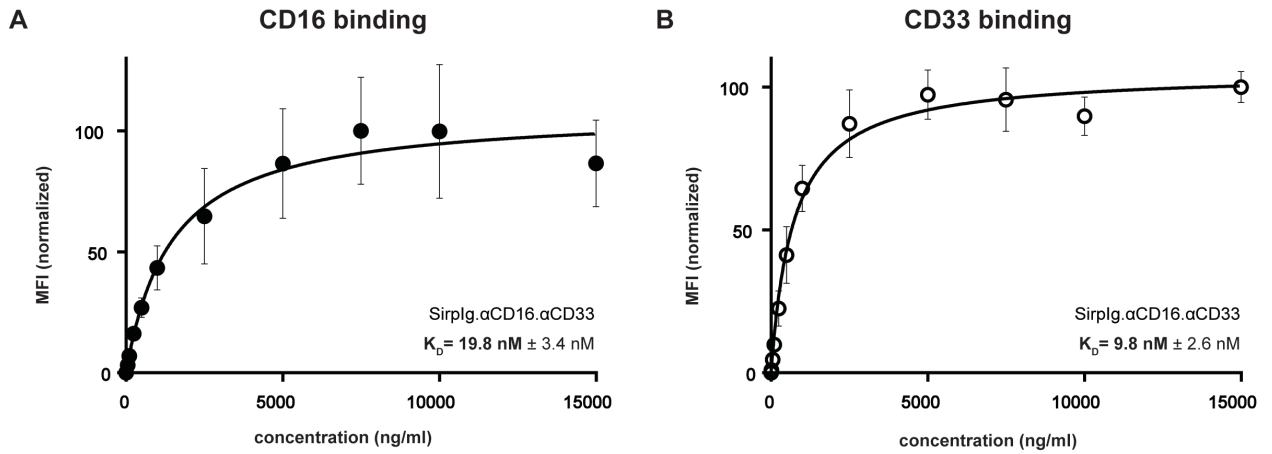 A
CD16 binding
MFI (normalized)
100
50
0
SirpIg.αCD16.αCD33
K_D= 19.8 nM ± 3.4 nM
0 5000 10000 15000
concentration (ng/ml)
B
CD33 binding
MFI (normalized)
100
50
0
SirpIg.αCD16.αCD33
K_D= 9.8 nM ± 2.6 nM
0 5000 10000 15000
concentration (ng/ml)